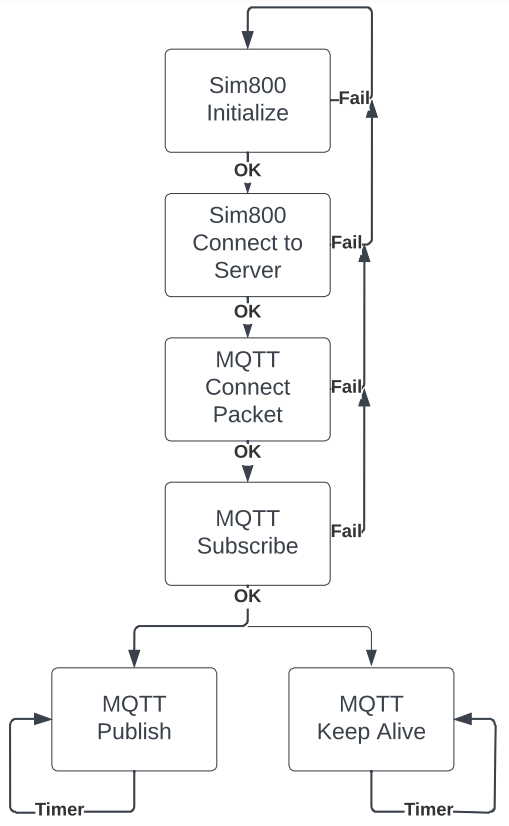 Sim800
Initialize
Fail
OK
Sim800
Connect to
Server
Fail
OK
MQTT
Connect
Packet
Fail
OK
MQTT
Subscribe
Fail
OK
MQTT
Publish
MQTT
Keep Alive
Timer
Timer